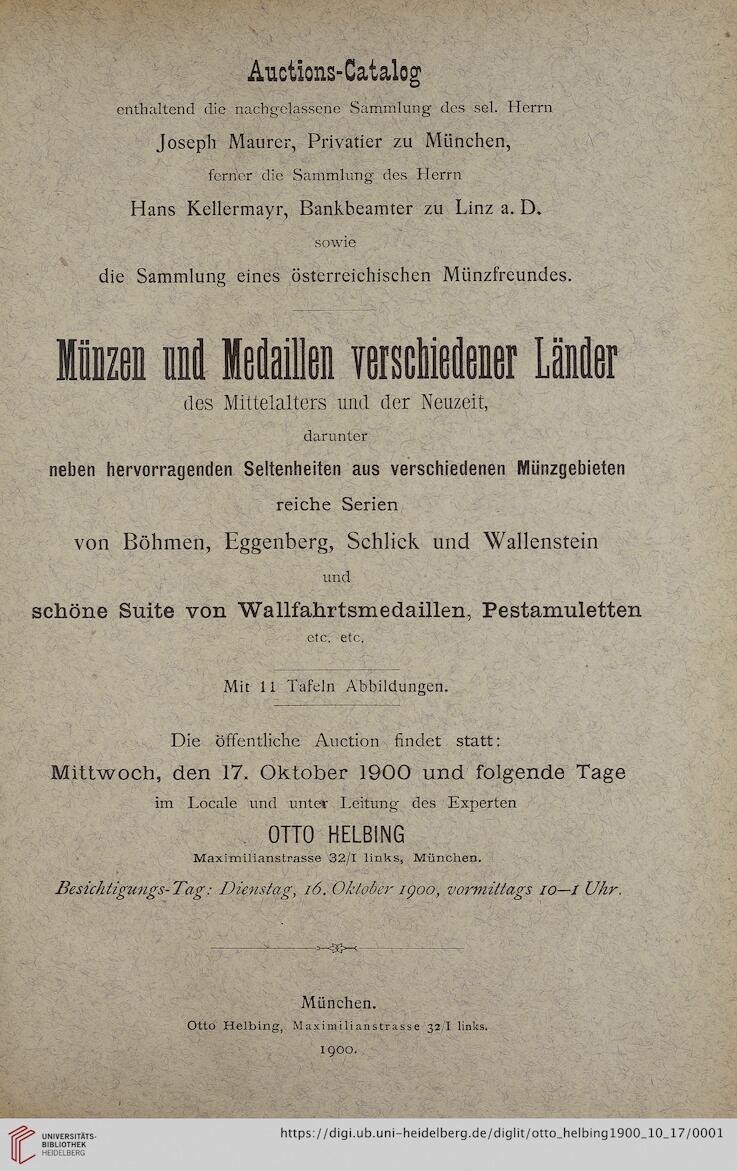 Auctions-Catalog
enthaltend die nachgelassene Sammlung des sel. Herrn
Joseph Maurer, Privatier zu München,
ferner die Sammlung des Herrn
Hans Kellermayr, Bankbeamter zu Linz a. D.
sowie
die Sammlung eines österreichischen Münzfreundes.
Münzen und Medaillen verschiedener Länder
des Mittelalters und der Neuzeit,
darunter
neben hervorragenden Seltenheiten aus verschiedenen Münzgebieten
reiche Serien
von Böhmen, Eggenberg, Schlick und Wallenstein
und
schöne Suite von Wallfahrtsmedaillen, Pestamuletten
etc. etc.
Mit 11 Tafeln Abbildungen.
Die öffentliche Auction findet statt:
Mittwoch, den 17. Oktober 1900 und folgende Tage
im Locale und unter Leitung des Experten
OTTO HELBING
Maximilianstrasse 32/I links, München.
Besichtigungs-Tag: Dienstag, 16. Oktober 1900, vormittags 10—1 Uhr.
München.
Otto Helbing, Maximilianstrasse 32/I links.
1900.
UNIVERSITÄTS-
BIBLIOTHEK
HEIDELBERG
https://digi.ub.uni-heidelberg.de/diglit/otto_helbing1900_10_17/0001